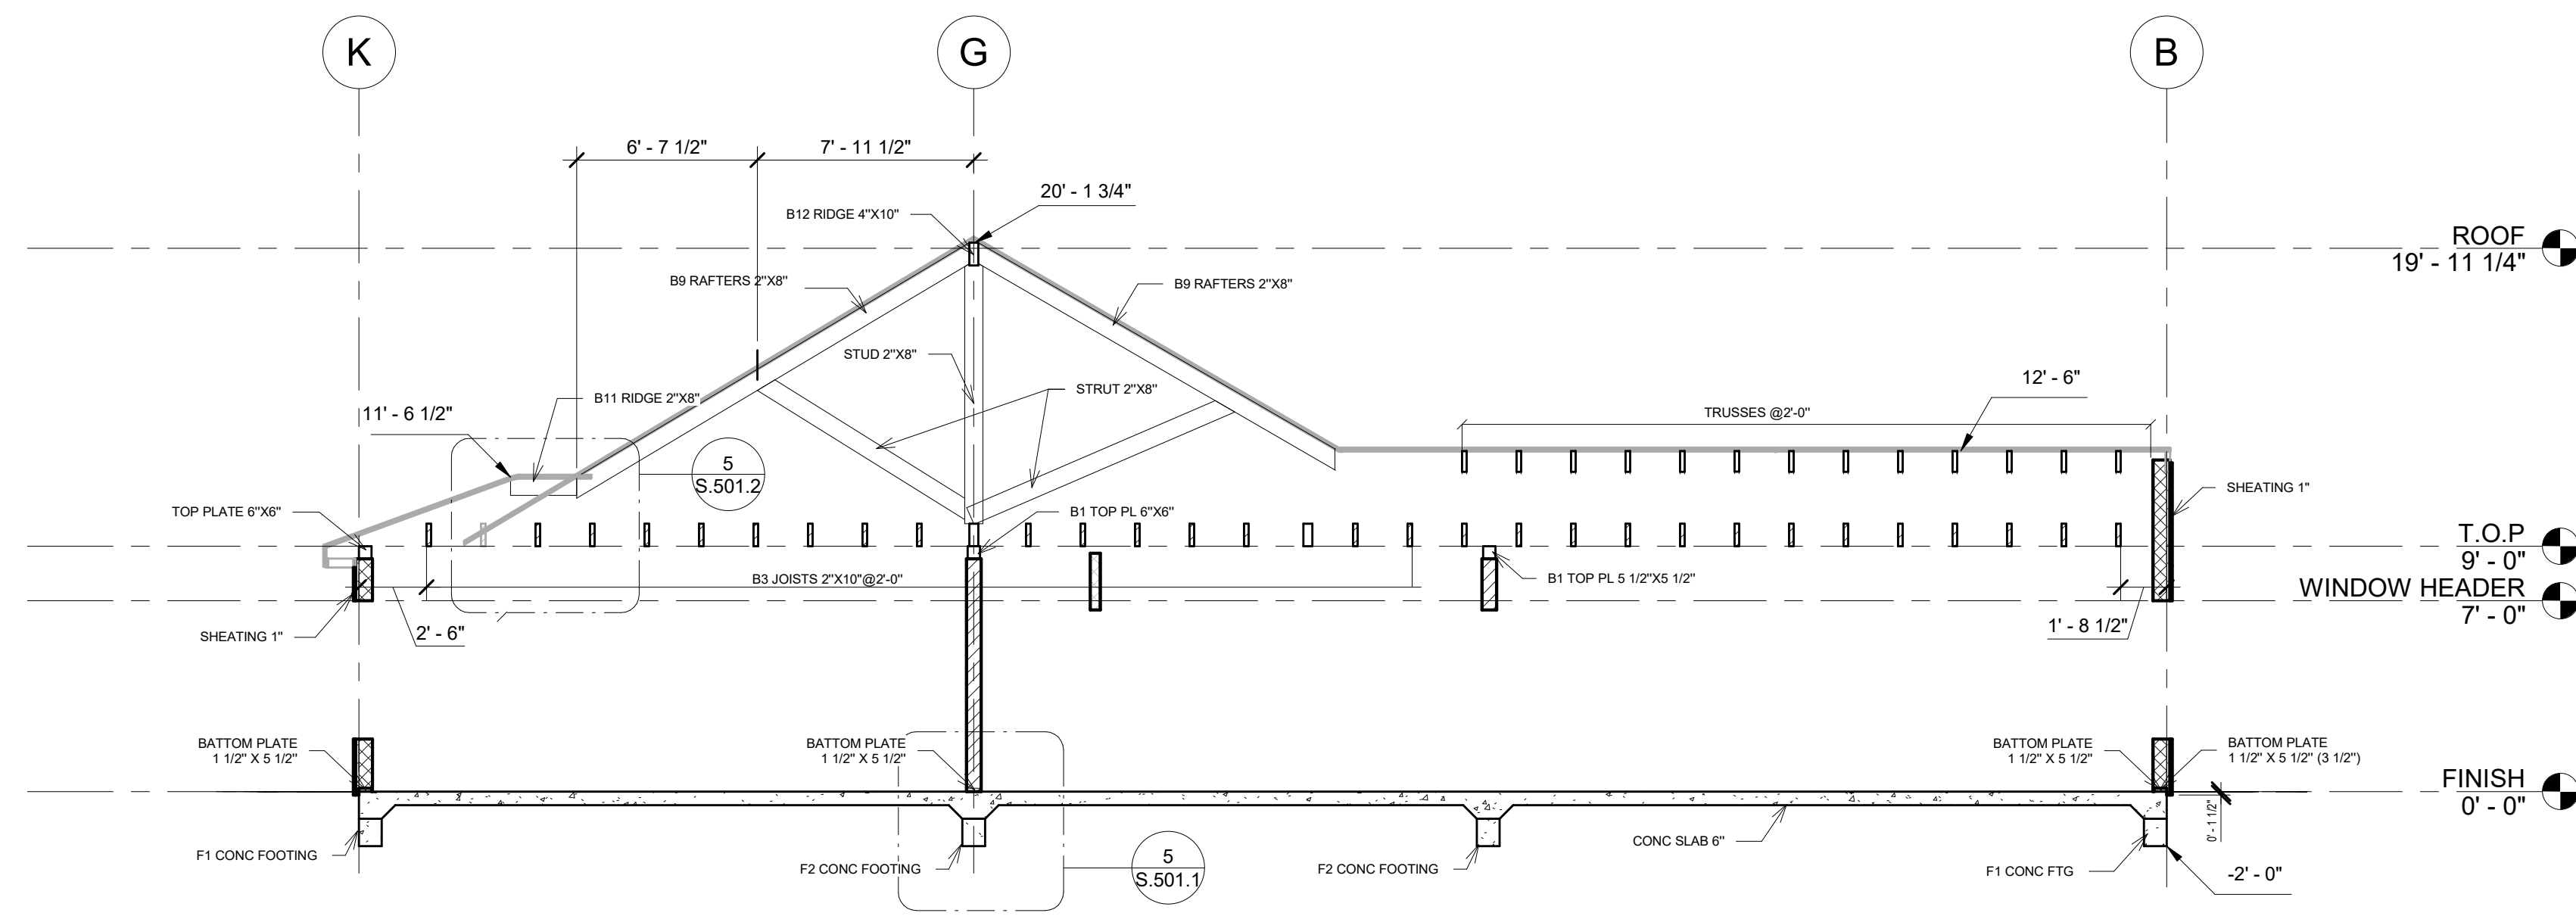 K
G
B
6' - 7 1/2"
7' - 11 1/2"
20' - 1 3/4"
B12 RIDGE 4"X10"
ROOF
19' - 11 1/4"
B9 RAFTERS 2"X8"
B9 RAFTERS 2"X8"
STUD 2"X8"
STRUT 2"X8"
B11 RIDGE 2"X8"
11' - 6 1/2"
12' - 6"
TRUSSES @2'-0"
5
S.501.2
TOP PLATE 6"X6"
B1 TOP PL 6"X6"
SHEATING 1"
T.O.P
9' - 0"
B3 JOISTS 2"X10"@2'-0"
B1 TOP PL 5 1/2"X5 1/2"
WINDOW HEADER
7' - 0"
SHEATING 1"
2' - 6"
1' - 8 1/2"
BATTOM PLATE
1 1/2" X 5 1/2"
BATTOM PLATE
1 1/2" X 5 1/2"
BATTOM PLATE
1 1/2" X 5 1/2"
BATTOM PLATE
1 1/2" X 5 1/2" (3 1/2")
FINISH
0' - 0"
0' - 1 1/2"
F1 CONC FOOTING
F2 CONC FOOTING
5
S.501.1
F2 CONC FOOTING
CONC SLAB 6"
F1 CONC FTG
-2' - 0"